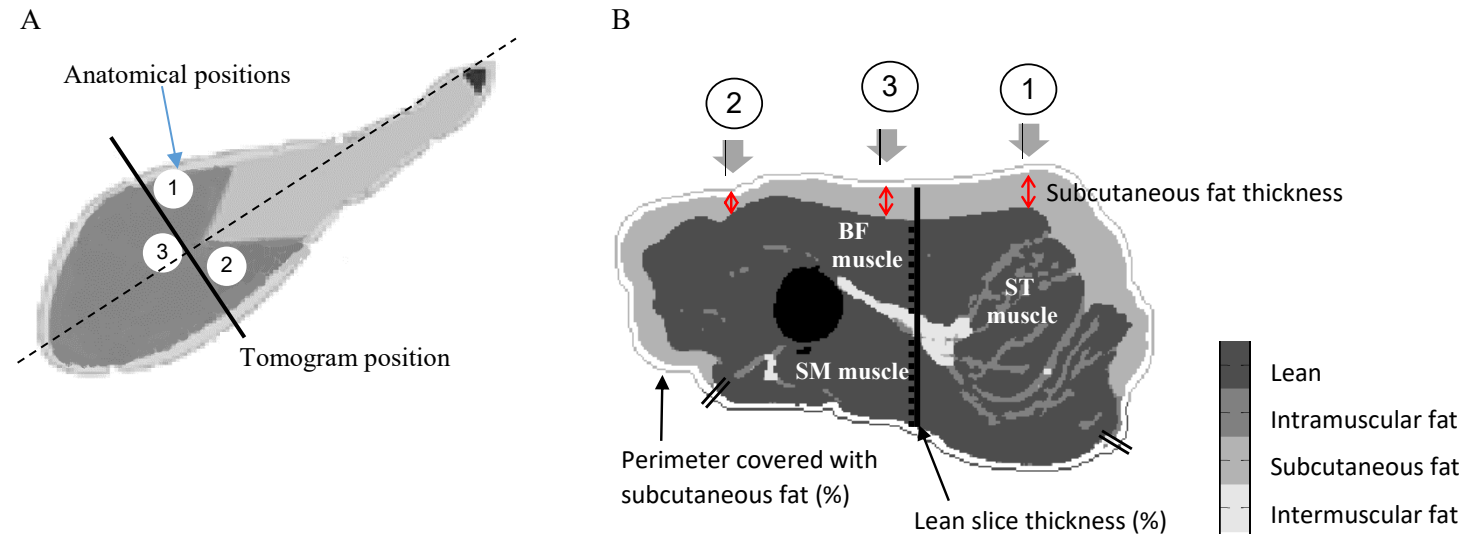 A
Anatomical positions
1
3
2
Tomogram position
B
2
3
1
Subcutaneous fat thickness
BF
muscle
ST
muscle
SM muscle
Perimeter covered with
subcutaneous fat (%)
Lean slice thickness (%)
Lean
Intramuscular fat
Subcutaneous fat
Intermuscular fat